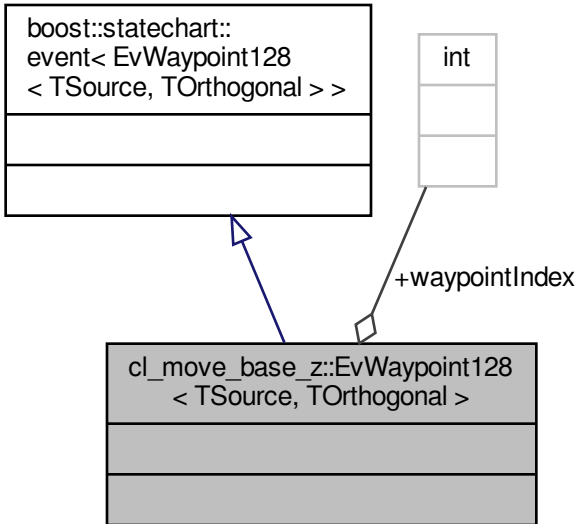 boost::statechart::
event< EvWaypoint128
< TSource, TOrthogonal > >
int
+waypointIndex
cl_move_base_z::EvWaypoint128
< TSource, TOrthogonal >